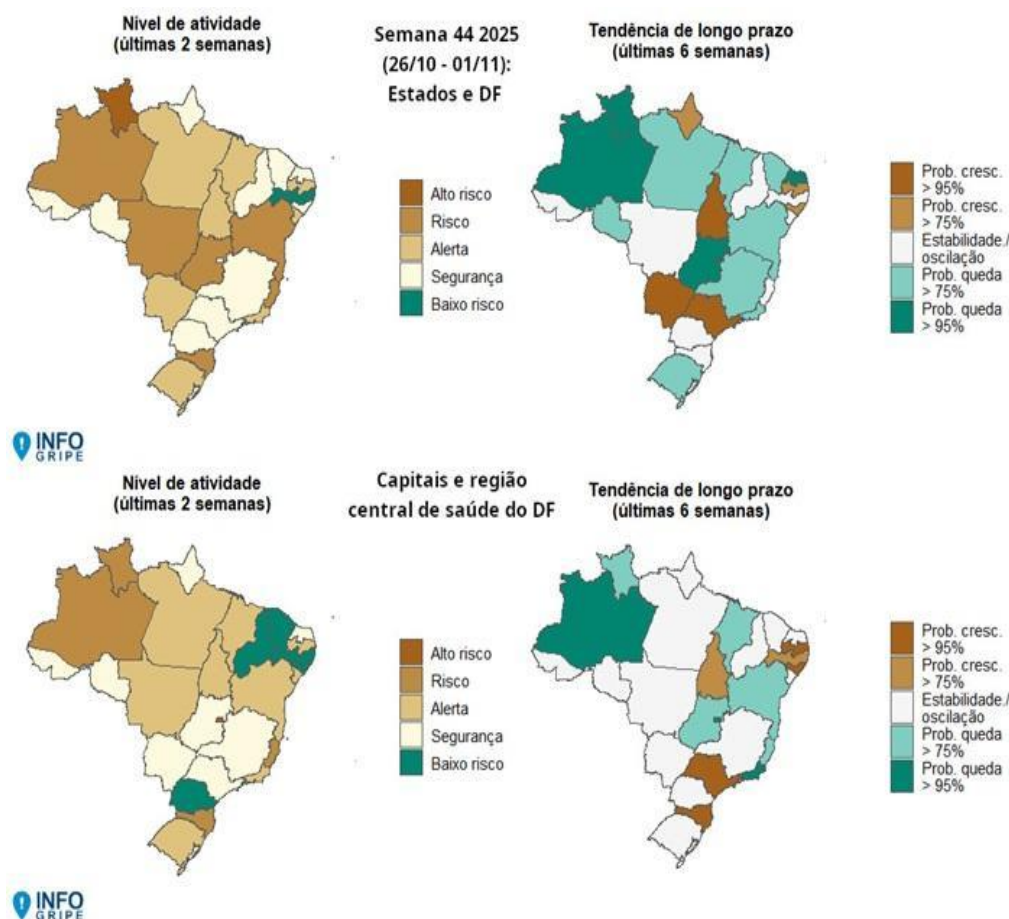 Nível de atividade
(últimas 2 semanas)
Semana 44 2025
(26/10 - 01/11):
Estados e DF
Tendência de longo prazo
(últimas 6 semanas)
Alto risco
Risco
Alerta
Segurança
Baixo risco
Prob. cresc.
> 95%
Prob. cresc.
> 75%
Estabilidade./
oscilação
Prob. queda
> 75%
Prob. queda
> 95%
INFO
GRIPE
Nível de atividade
(últimas 2 semanas)
Capitais e região
central de saúde do DF
Tendência de longo prazo
(últimas 6 semanas)
Alto risco
Risco
Alerta
Segurança
Baixo risco
Prob. cresc.
> 95%
Prob. cresc.
> 75%
Estabilidade./
oscilação
Prob. queda
> 75%
Prob. queda
> 95%
INFO
GRIPE